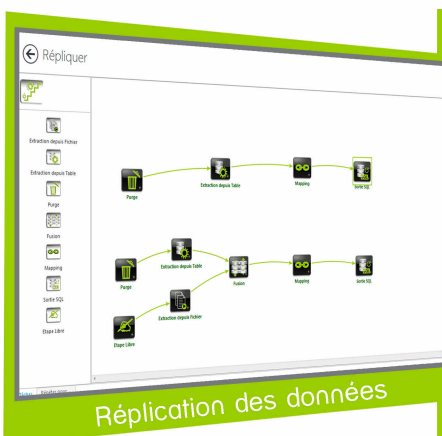 Répliquer
Extraction depuis Fichier
Extraction depuis Table
Purge
Fusion
Mapping
Sortie SQL
Etape Libre
Purge
Extraction depuis Table
Mapping
Sortie SQL
Purge
Extraction depuis Table
Fusion
Mapping
Sortie SQL
Etape Libre
Extraction depuis Fichier
Réplication des données